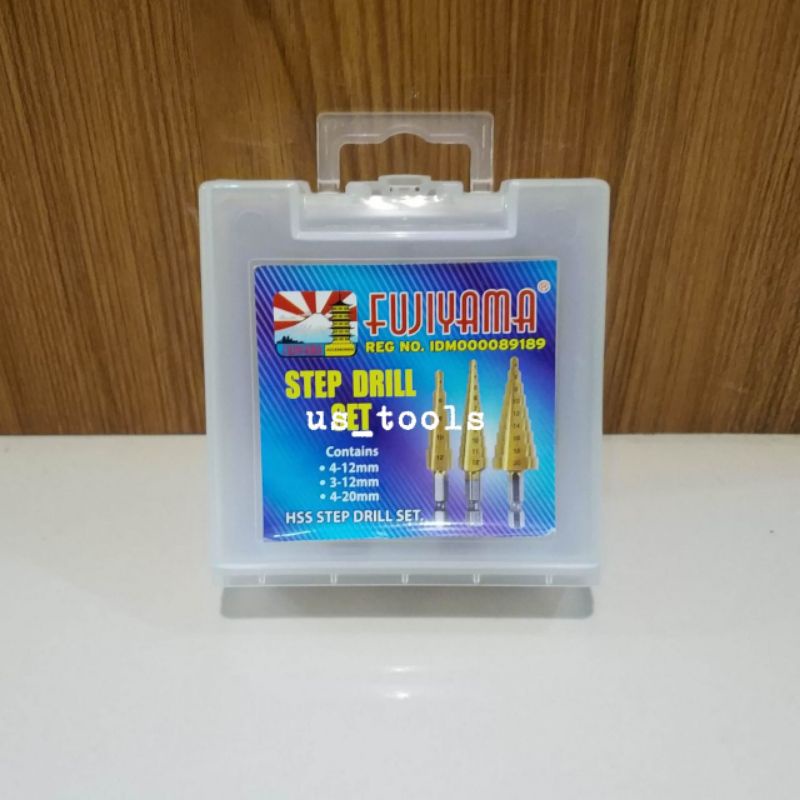 FUJIYAMA®
REG NO. IDM000089189
STEP DRILL
SET
us_tools
Contains
• 4-12mm
• 3-12mm
• 4-20mm
HSS STEP DRILL SET.